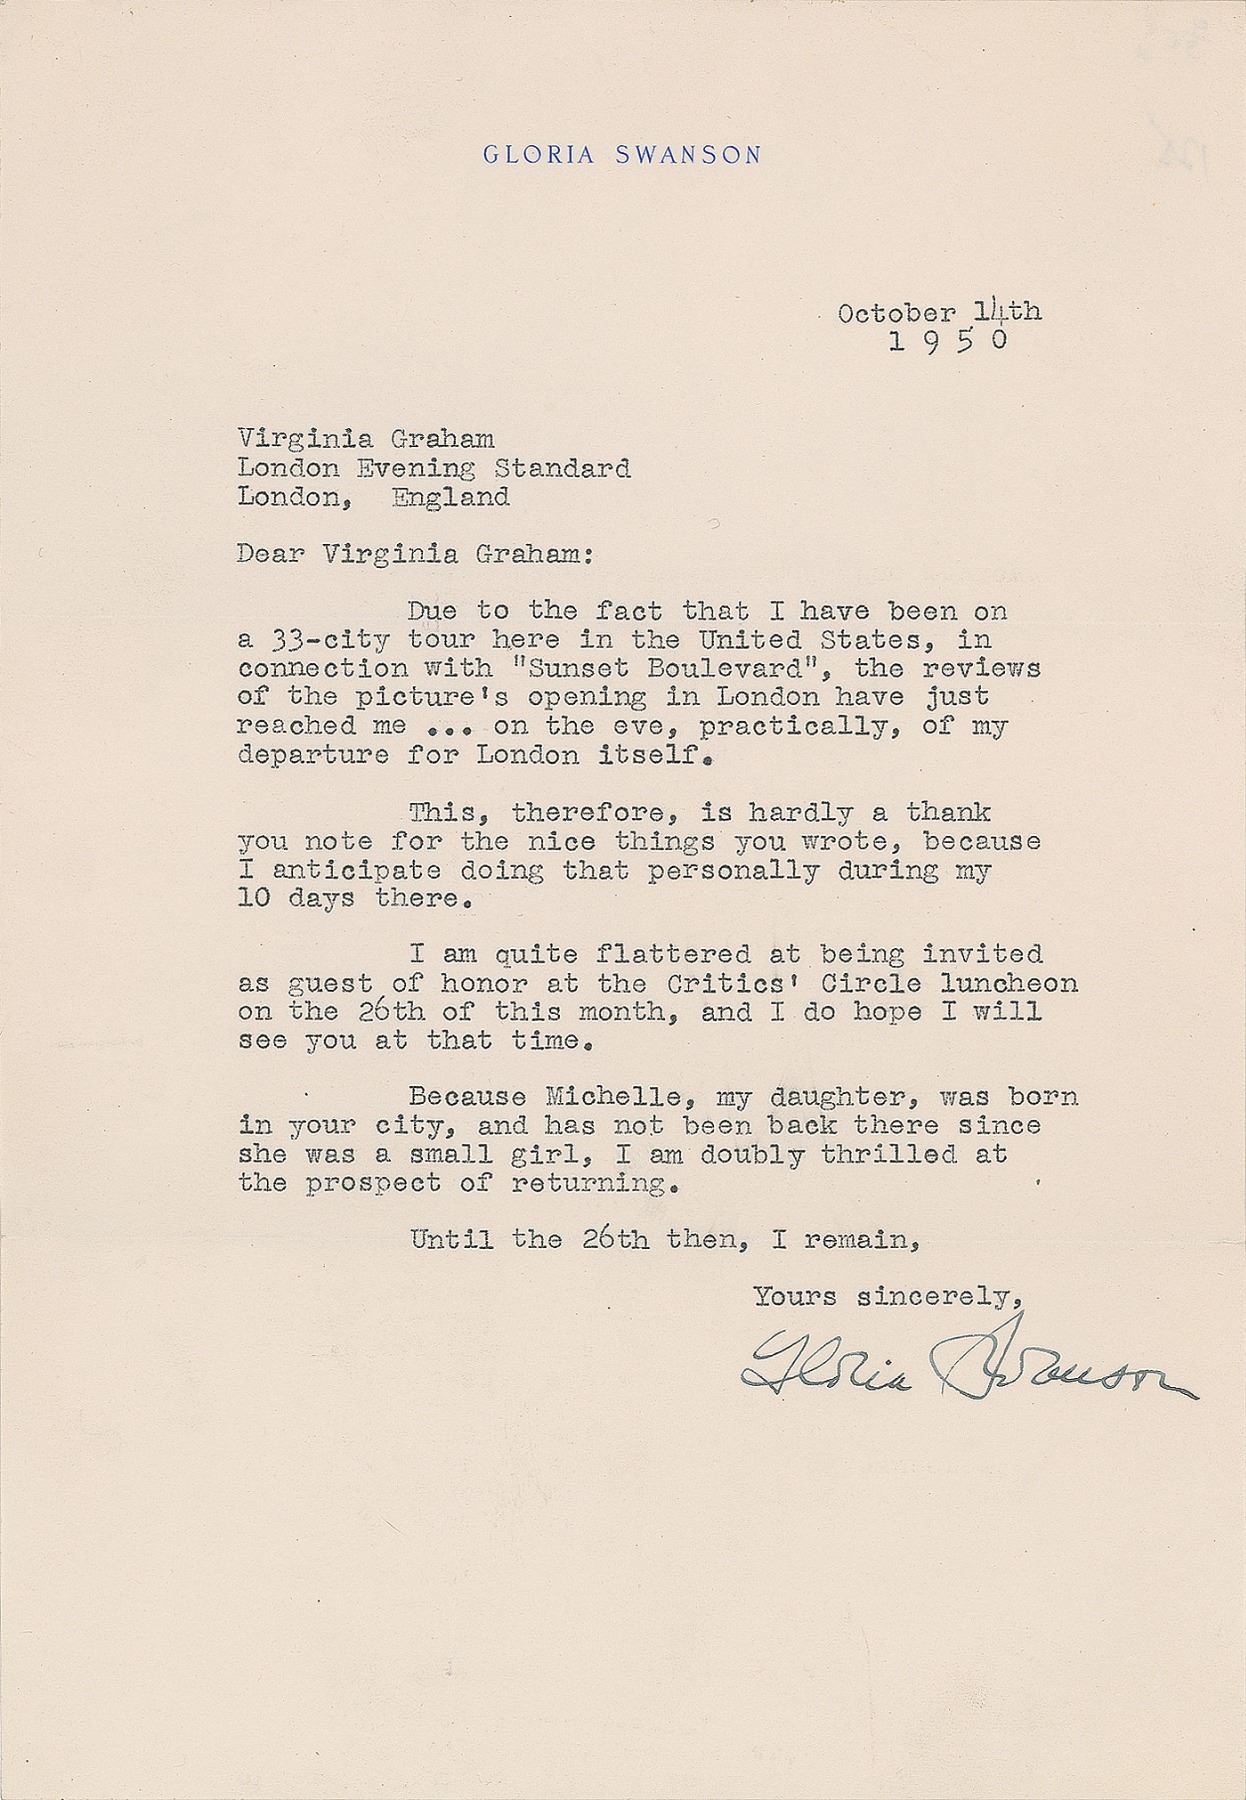 GLORIA SWANSON
October 14th
1 9 5 0
Virginia Graham
London Evening Standard
London, England
Dear Virginia Graham:
Due to the fact that I have been on
a 33-city tour here in the United States, in
connection with "Sunset Boulevard", the reviews
of the picture's opening in London have just
reached me ... on the eve, practically, of my
departure for London itself.
This, therefore, is hardly a thank
you note for the nice things you wrote, because
I anticipate doing that personally during my
10 days there.
I am quite flattered at being invited
as guest of honor at the Critics' Circle luncheon
on the 26th of this month, and I do hope I will
see you at that time.
Because Michelle, my daughter, was born
in your city, and has not been back there since
she was a small girl, I am doubly thrilled at
the prospect of returning.
Until the 26th then, I remain,
Yours sincerely,
Gloria Swanson